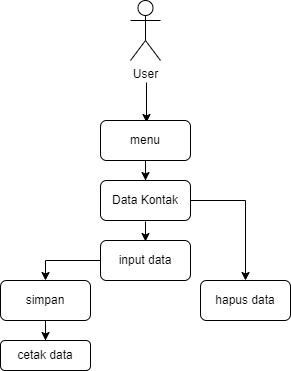 User
menu
Data Kontak
input data
simpan
hapus data
cetak data